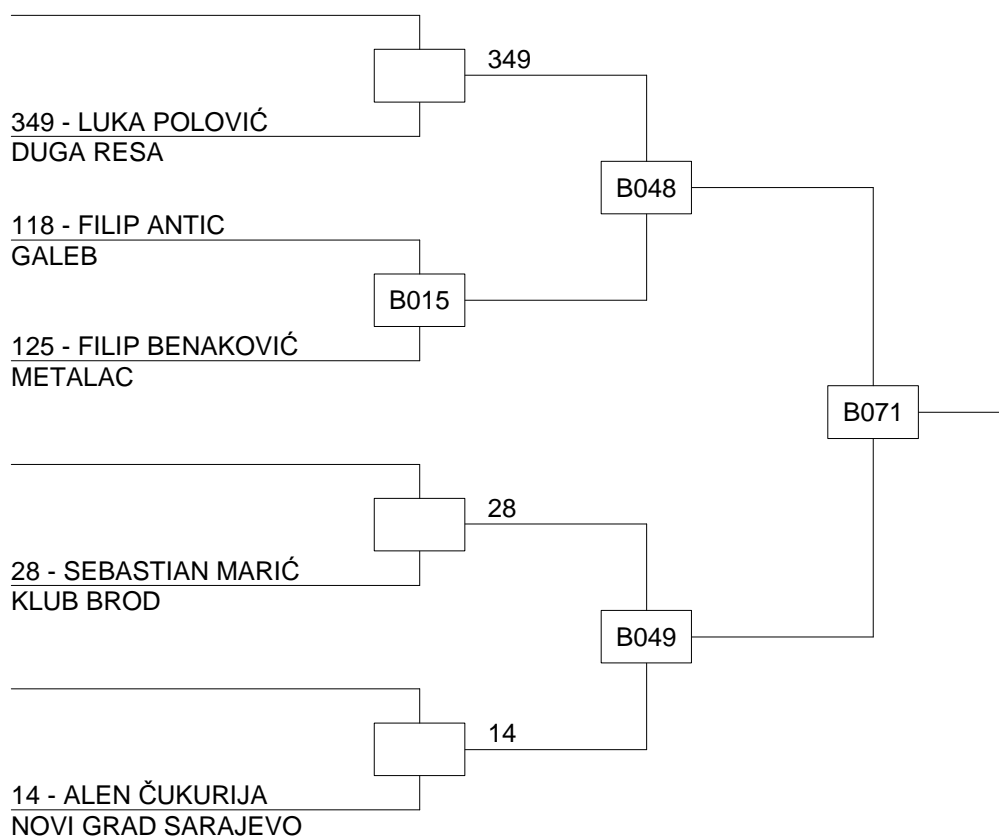 349
349 - LUKA POLOVIĆ
DUGA RESA
B048
118 - FILIP ANTIC
GALEB
B015
125 - FILIP BENAKOVIĆ
METALAC
B071
28
28 - SEBASTIAN MARIĆ
KLUB BROD
B049
14
14 - ALEN ČUKURIJA
NOVI GRAD SARAJEVO